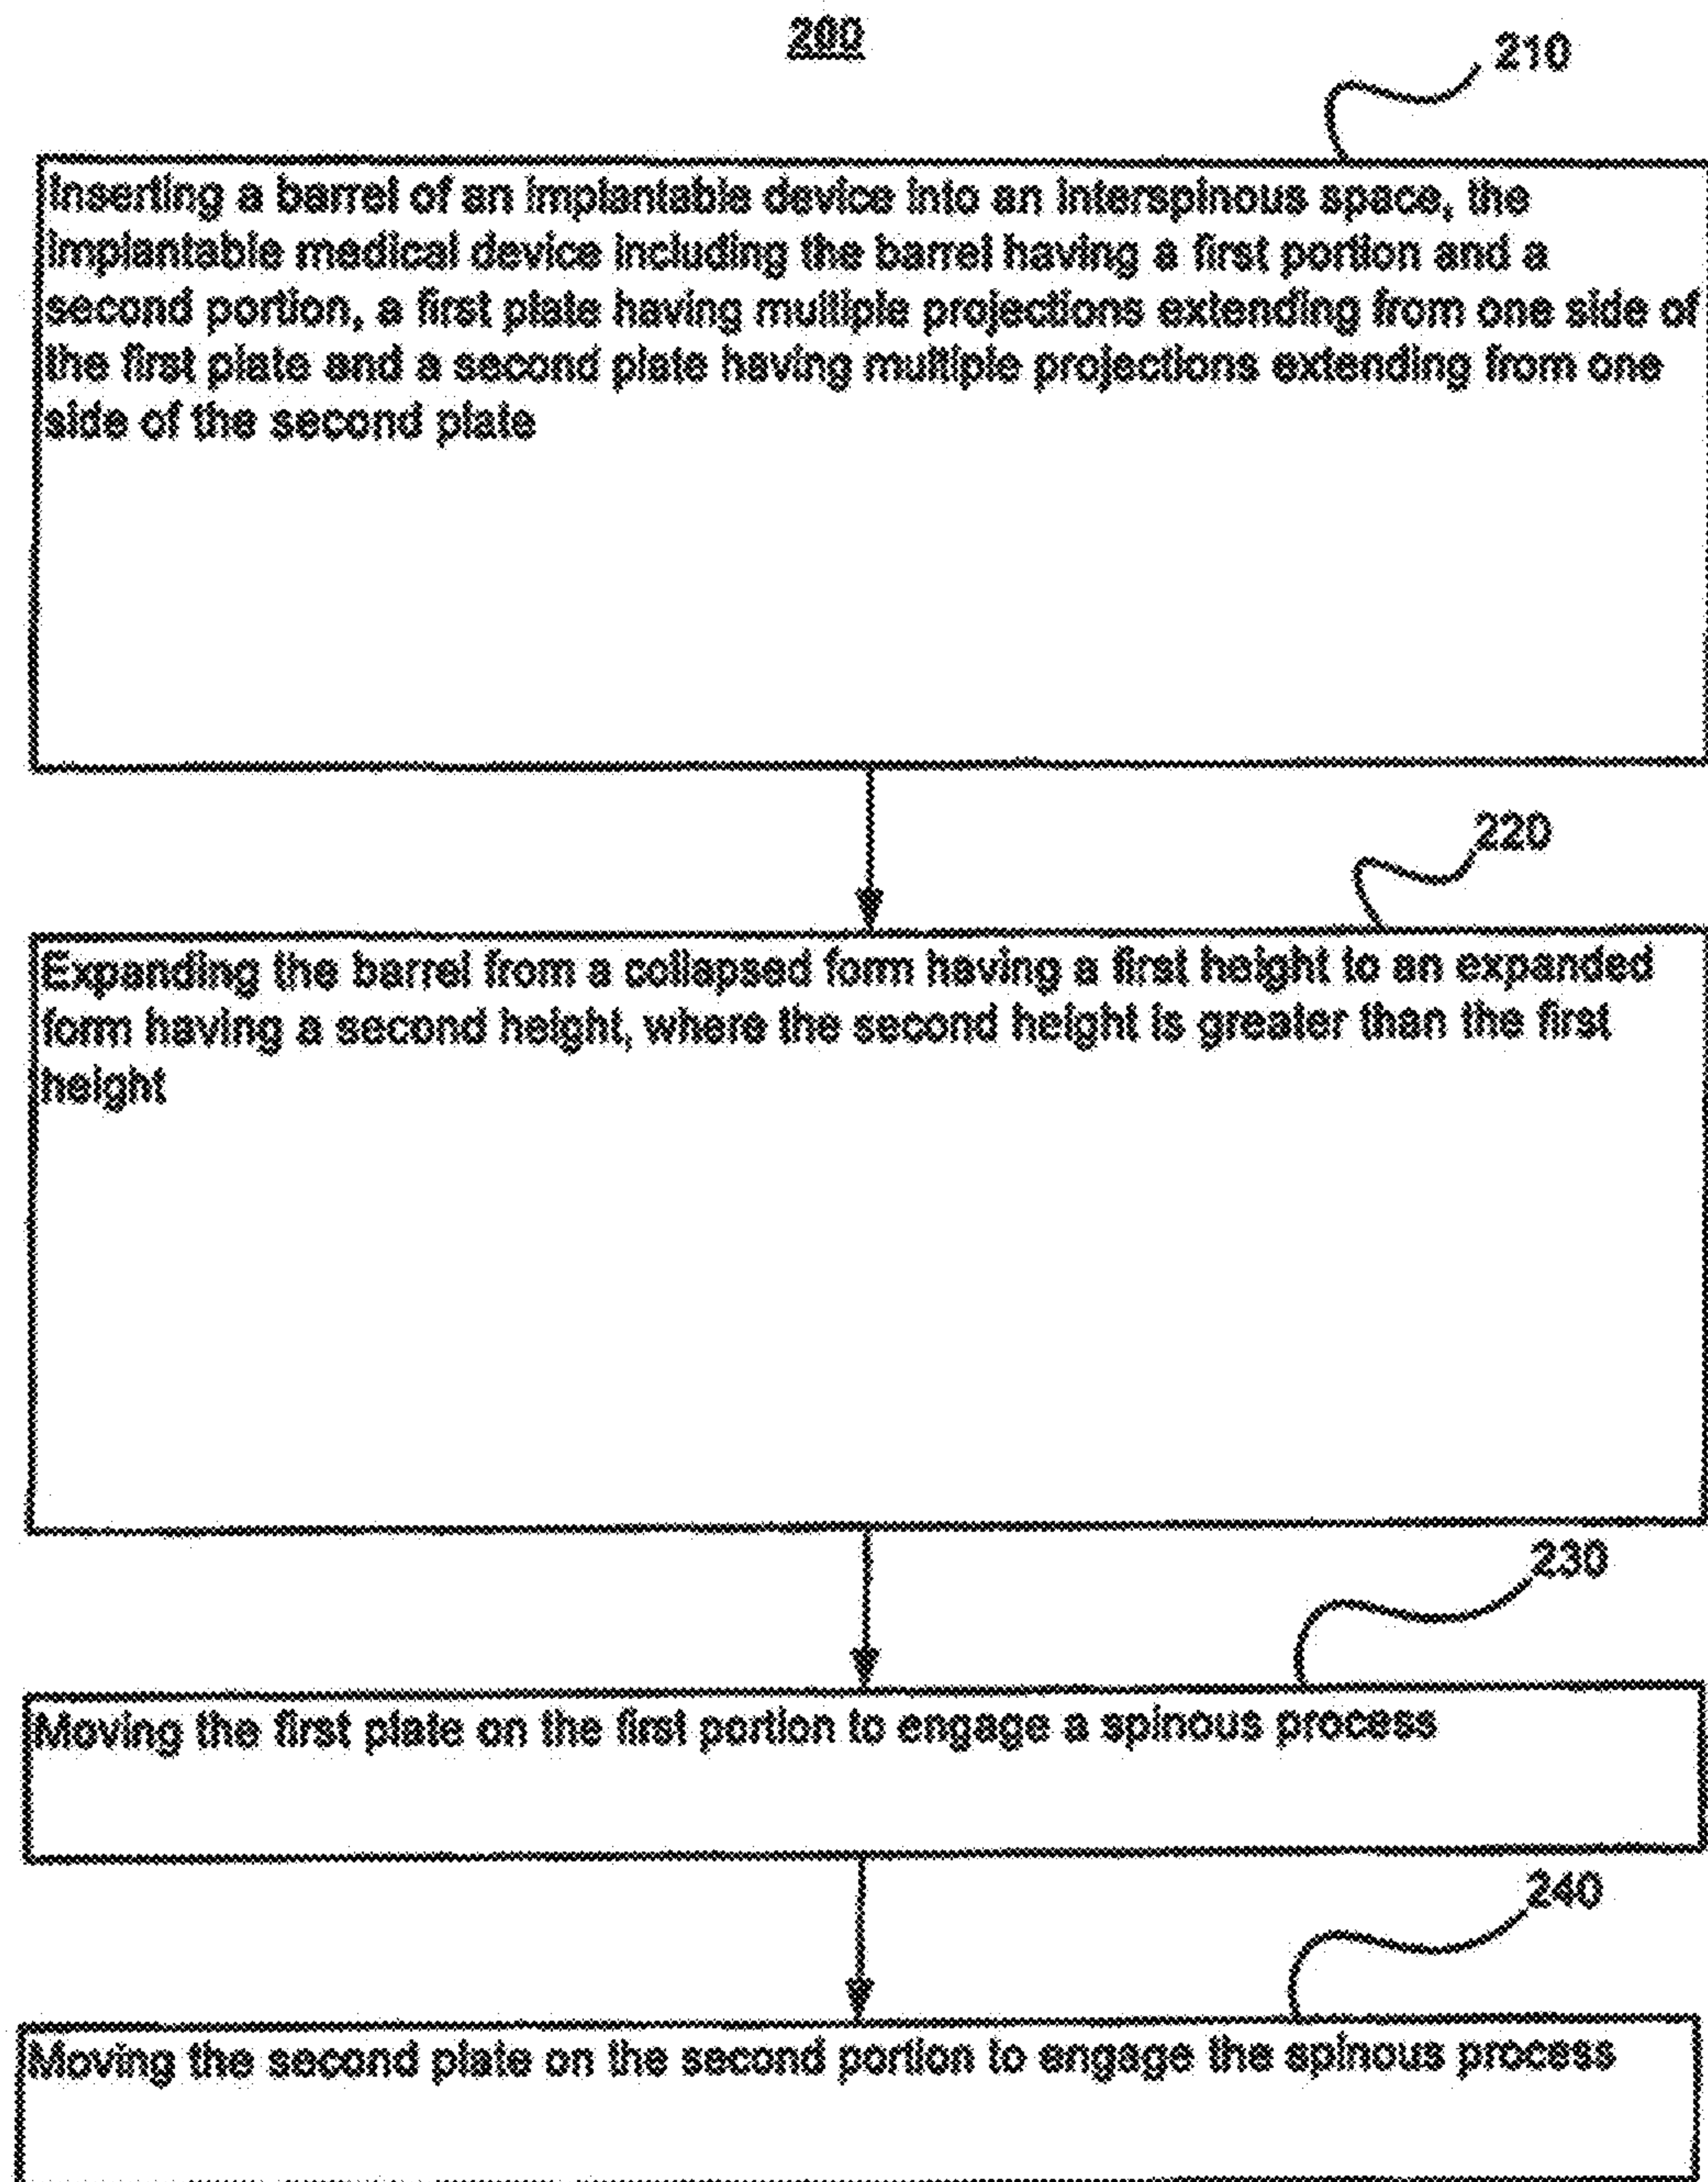 200
210
Inserting a barrel of an implantable device into an interspinous space, the
implantable medical device including the barrel having a first portion and a
second portion, a first plate having multiple projections extending from one side of
the first plate and a second plate having multiple projections extending from one
side of the second plate
220
Expanding the barrel from a collapsed form having a first height to an expanded
form having a second height, where the second height is greater than the first
height
230
Moving the first plate on the first portion to engage a spinous process
240
Moving the second plate on the second portion to engage the spinous process